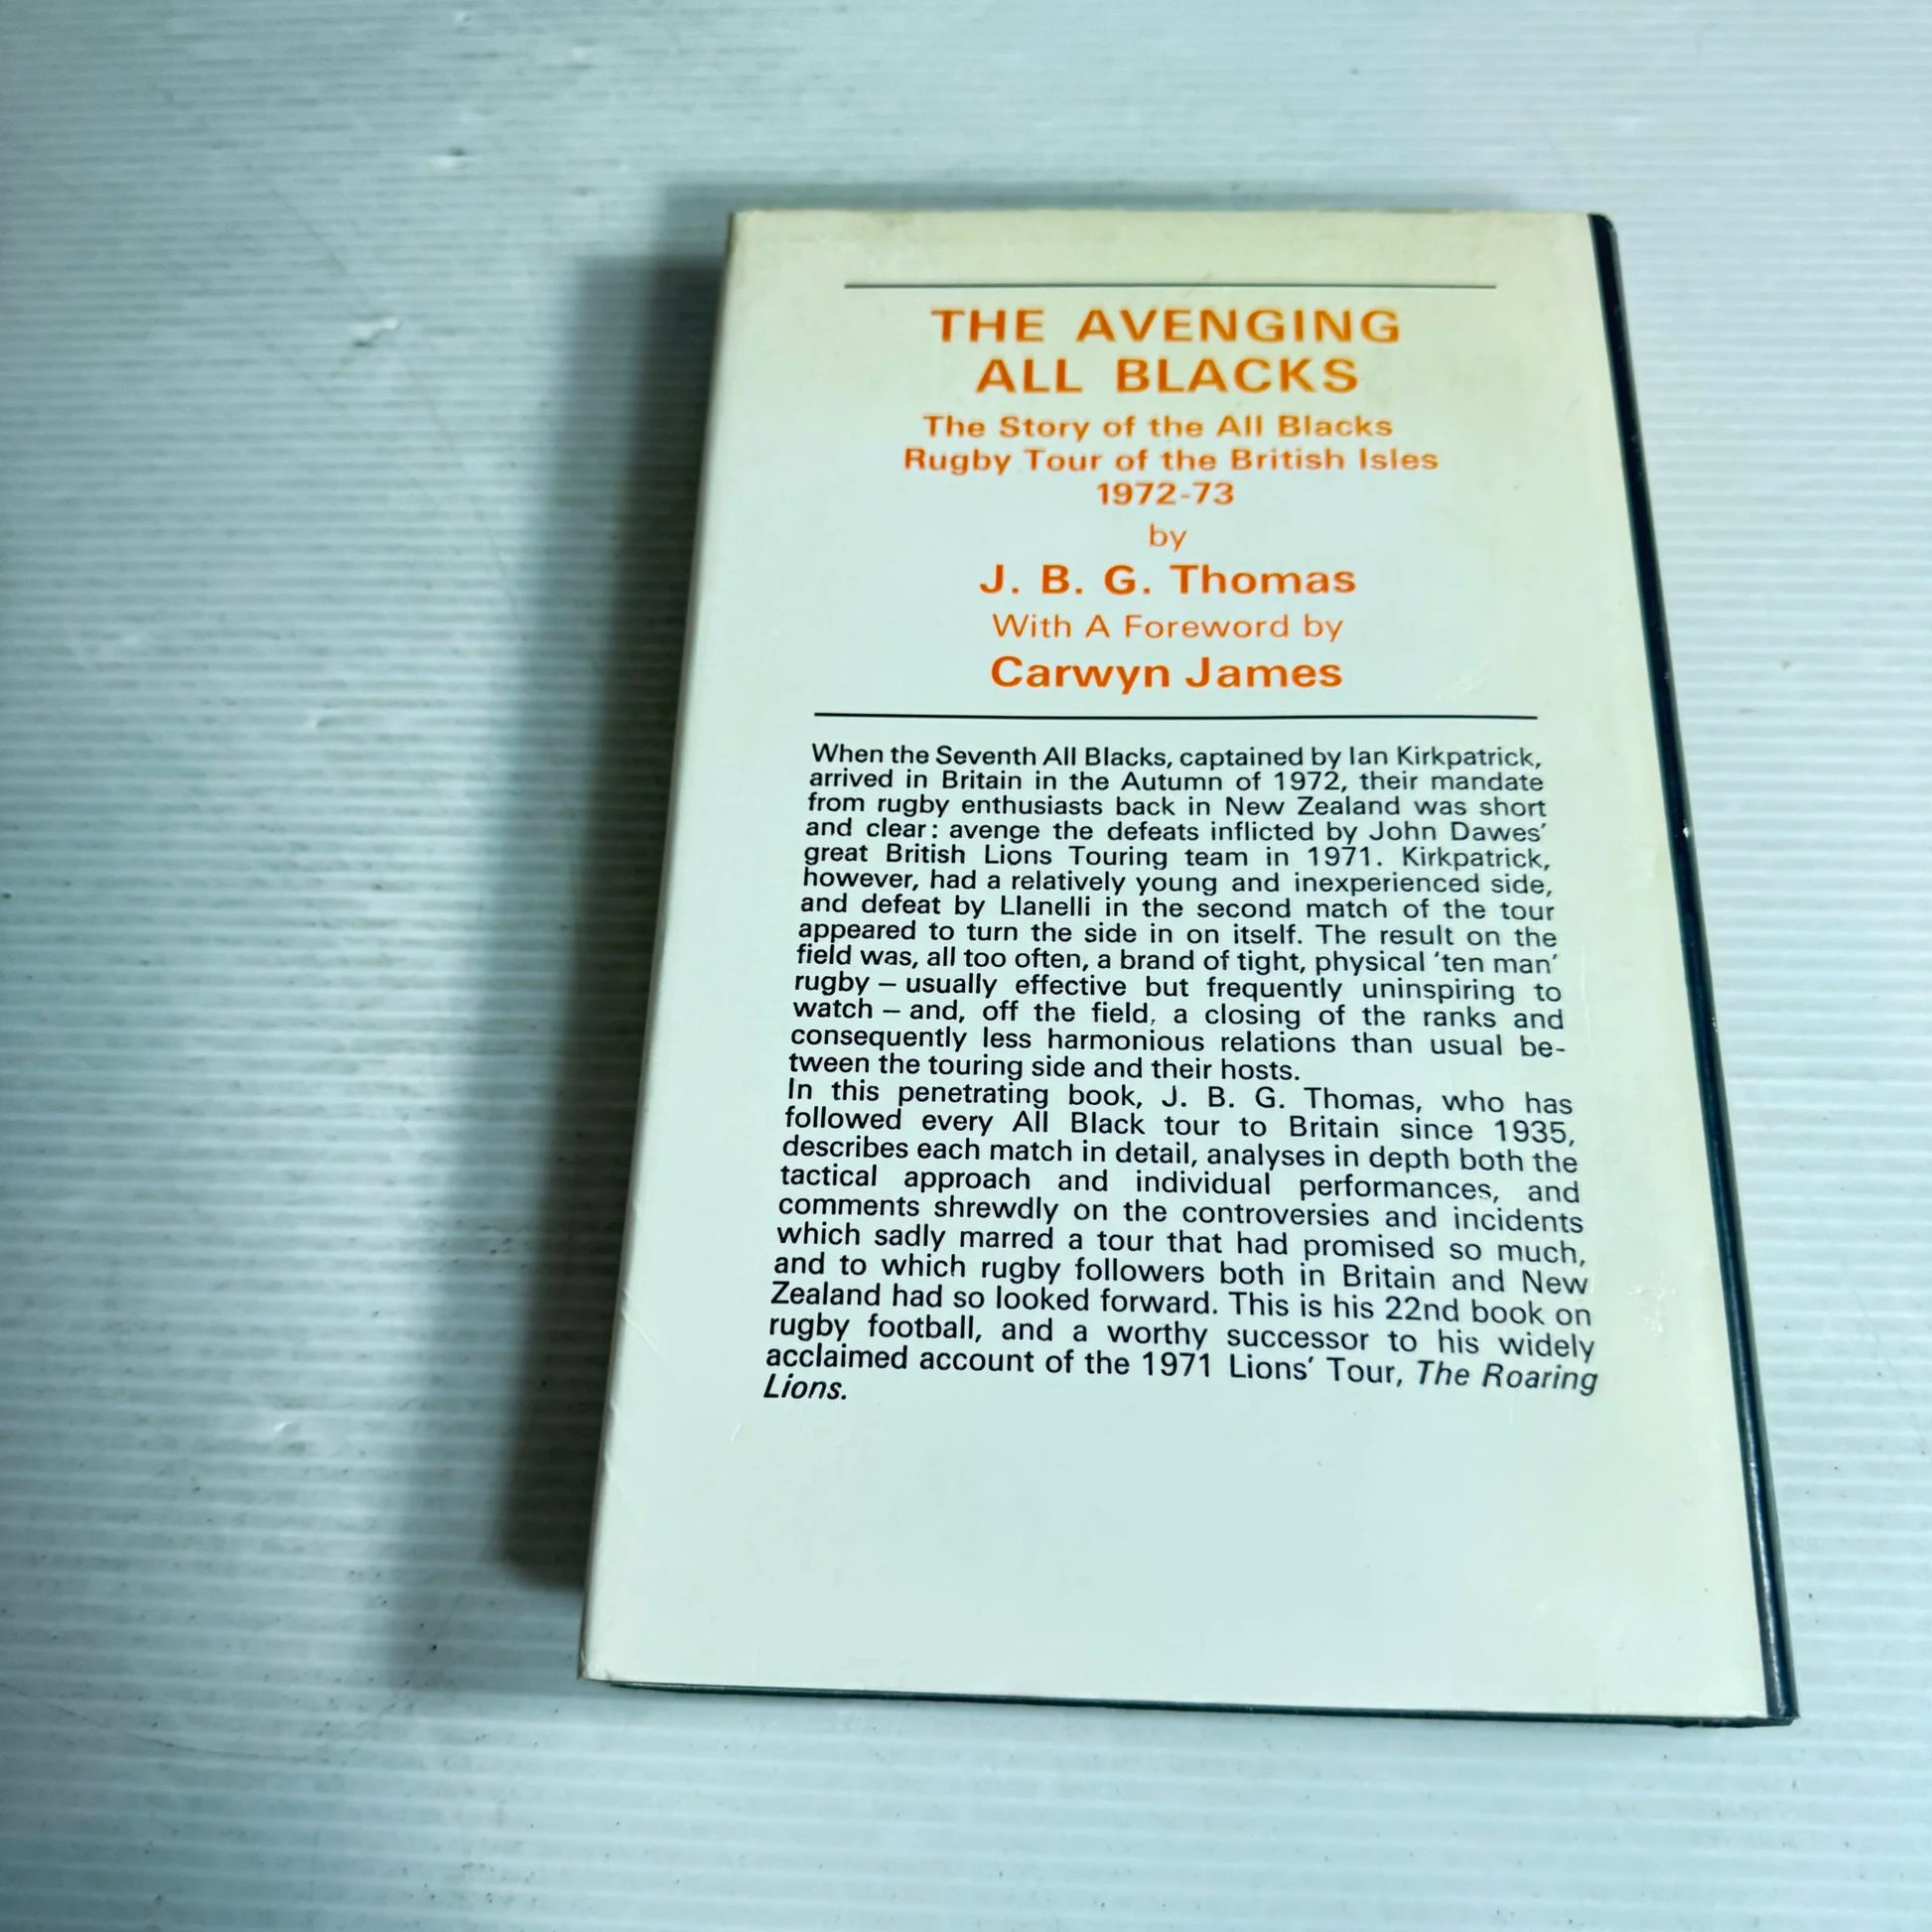 THE AVENGING
ALL BLACKS
The Story of the All Blacks
Rugby Tour of the British Isles
1972-73
by
J. B. G. Thomas
With A Foreword by
Carwyn James
When the Seventh All Blacks, captained by Ian Kirkpatrick,
arrived in Britain in the Autumn of 1972, their mandate
from rugby enthusiasts back in New Zealand was short
and clear: avenge the defeats inflicted by John Dawes'
great British Lions Touring team in 1971. Kirkpatrick,
however, had a relatively young and inexperienced side,
and defeat by Llanelli in the second match of the tour
appeared to turn the side in on itself. The result on the
field was, all too often, a brand of tight, physical 'ten man'
rugby – usually effective but frequently uninspiring to
watch – and, off the field, a closing of the ranks and
consequently less harmonious relations than usual be-
tween the touring side and their hosts.
In this penetrating book, J. B. G. Thomas, who has
followed every All Black tour to Britain since 1935,
describes each match in detail, analyses in depth both the
tactical approach and individual performances, and
comments shrewdly on the controversies and incidents
which sadly marred a tour that had promised so much,
and to which rugby followers both in Britain and New
Zealand had so looked forward. This is his 22nd book on
rugby football, and a worthy successor to his widely
acclaimed account of the 1971 Lions' Tour, The Roaring
Lions.